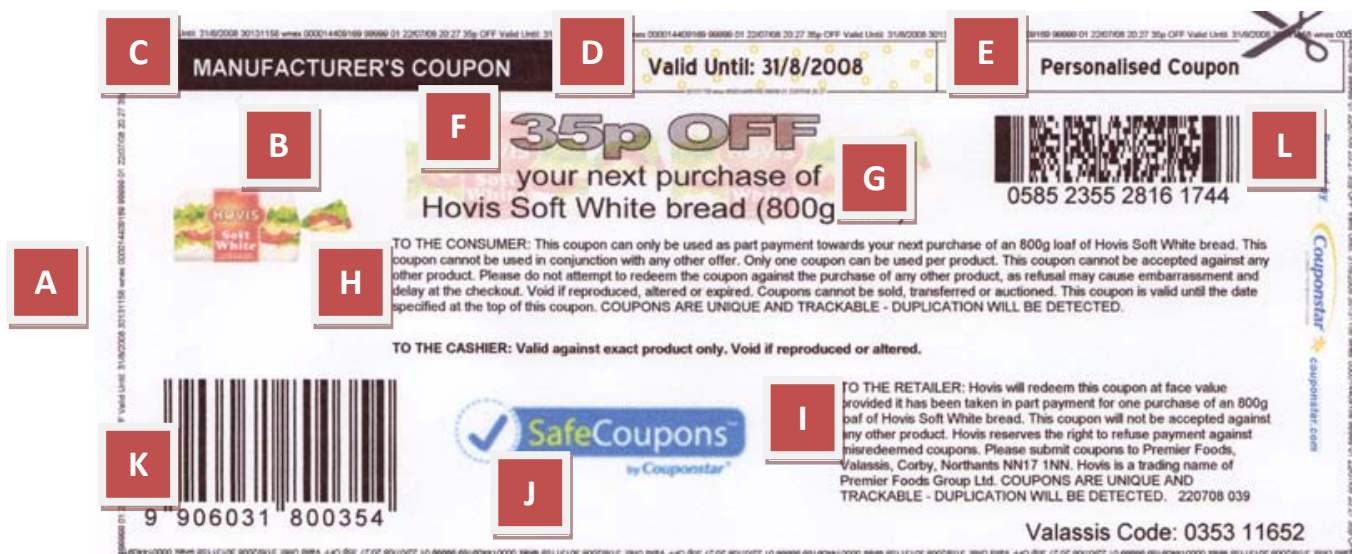 C
D
E
MANUFACTURER'S COUPON
Valid Until: 31/8/2008
Personalised Coupon
B
F
35p OFF
L
G
your next purchase of
Hovis Soft White bread (800g
0585 2355 2816 1744
HOVIS
Soft
White
A
H
TO THE CONSUMER: This coupon can only be used as part payment towards your next purchase of an 800g loaf of Hovis Soft White bread. This
coupon cannot be used in conjunction with any other offer. Only one coupon can be used per product. This coupon cannot be accepted against any
other product. Please do not attempt to redeem the coupon against the purchase of any other product, as refusal may cause embarrassment and
delay at the checkout. Void if reproduced, altered or expired. Coupons cannot be sold, transferred or auctioned. This coupon is valid until the date
specified at the top of this coupon. COUPONS ARE UNIQUE AND TRACKABLE - DUPLICATION WILL BE DETECTED.
TO THE CASHIER: Valid against exact product only. Void if reproduced or altered.
Couponstar
couponstar.com
K
9 906031 800354
SafeCoupons
by Couponstar
J
I
TO THE RETAILER: Hovis will redeem this coupon at face value
provided it has been taken in part payment for one purchase of an 800g
loaf of Hovis Soft White bread. This coupon will not be accepted against
any other product. Hovis reserves the right to refuse payment against
misredeemed coupons. Please submit coupons to Premier Foods,
Valassis, Corby, Northants NN17 1NN. Hovis is a trading name of
Premier Foods Group Ltd. COUPONS ARE UNIQUE AND
TRACKABLE - DUPLICATION WILL BE DETECTED. 220708 039
Valassis Code: 0353 11652